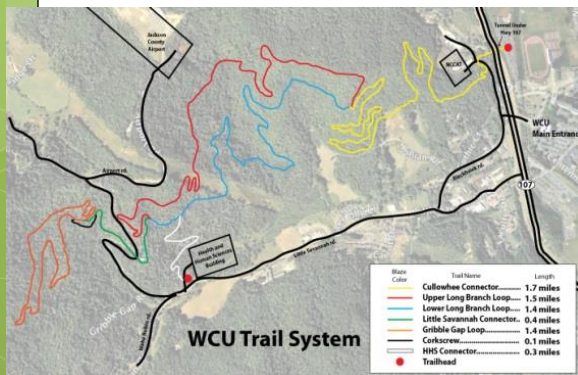 Jackson
County
Airport
Tunnel Under
Hwy 107
NCCAT
WCU
Main Entrance
Airport rd.
107
Little Savannah rd.
Health and
Human Sciences
Building
Gribble Gap
WCU Trail System
Blaze
Color
Trail Name
Length
Cullowhee Connector
1.7 miles
Upper Long Branch Loop
1.5 miles
Lower Long Branch Loop
1.4 miles
Little Savannah Connector
0.4 miles
Gribble Gap Loop
1.4 miles
Corkscrew
0.1 miles
HHS Connector
0.3 miles
Trailhead